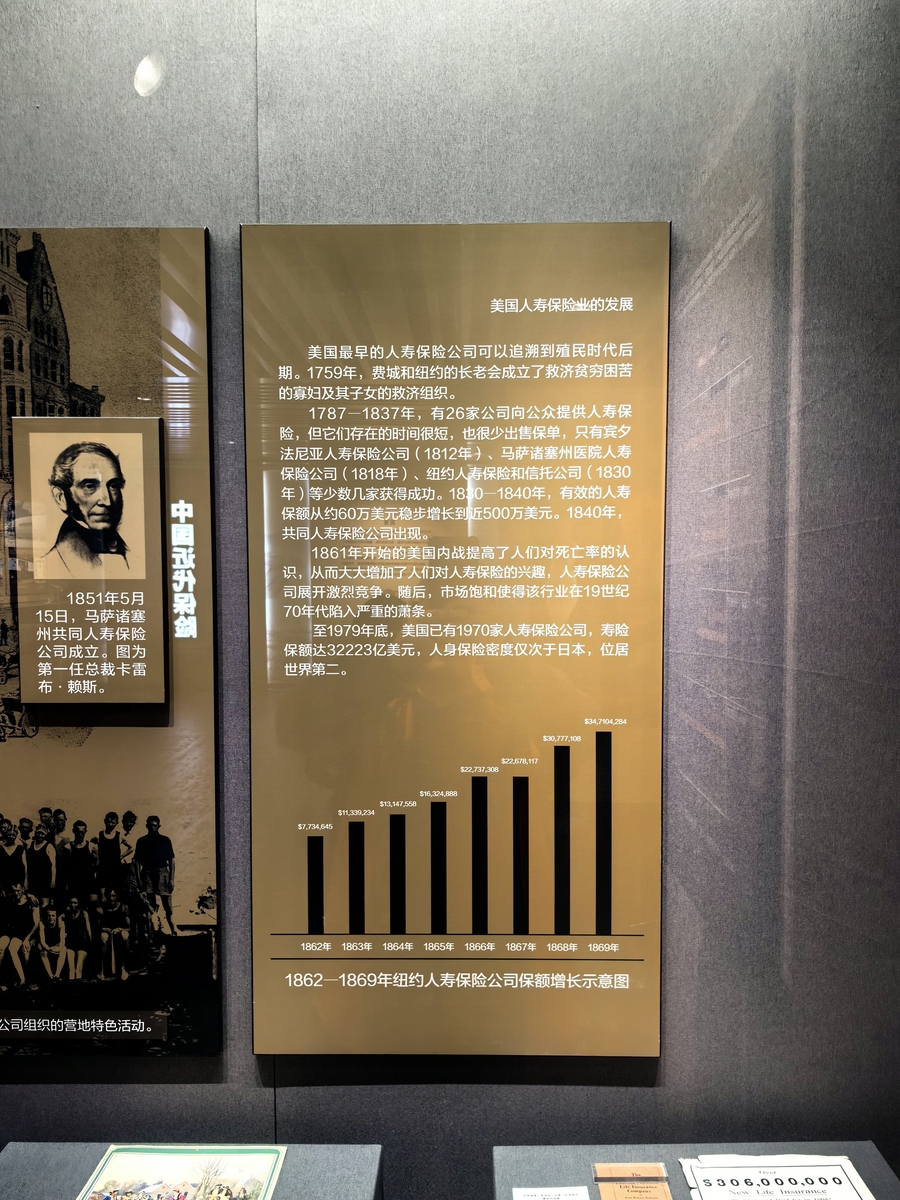 美国人寿保险业的发展
美国最早的人寿保险公司可以追溯到殖民时代后
期。1759年，费城和纽约的长老会成立了救济贫穷困苦
的寡妇及其子女的救济组织。
1787—1837年，有26家公司向公众提供人寿保
险，但它们存在的时间很短，也很少出售保单，只有宾夕
法尼亚人寿保险公司（1812年）、马萨诸塞州医院人寿
保险公司（1818年）、纽约人寿保险和信托公司（1830
年）等少数几家获得成功。1830—1840年，有效的人寿
保额从约60万美元稳步增长到近500万美元。1840年，
共同人寿保险公司出现。
1861年开始的美国内战提高了人们对死亡率的认
识，从而大大增加了人们对人寿保险的兴趣，人寿保险公
司展开激烈竞争。随后，市场饱和使得该行业在19世纪
70年代陷入严重的萧条。
至1979年底，美国已有1970家人寿保险公司，寿险
保额达32223亿美元，人身保险密度仅次于日本，位居
世界第二。
$7,734,645
$11,339,234
$13,147,558
$16,324,888
$22,737,308
$22,678,117
$30,777,108
$34,7104,284
1862年 1863年 1864年 1865年 1866年 1867年 1868年 1869年
1862—1869年纽约人寿保险公司保额增长示意图
1851年5月
15日，马萨诸塞
州共同人寿保险
公司成立。图为
第一任总裁卡雷
布·赖斯。
中国近代保险
公司组织的营地特色活动。
The
Life Insurance
Company
Over
$306,000,000
New Life Insurance